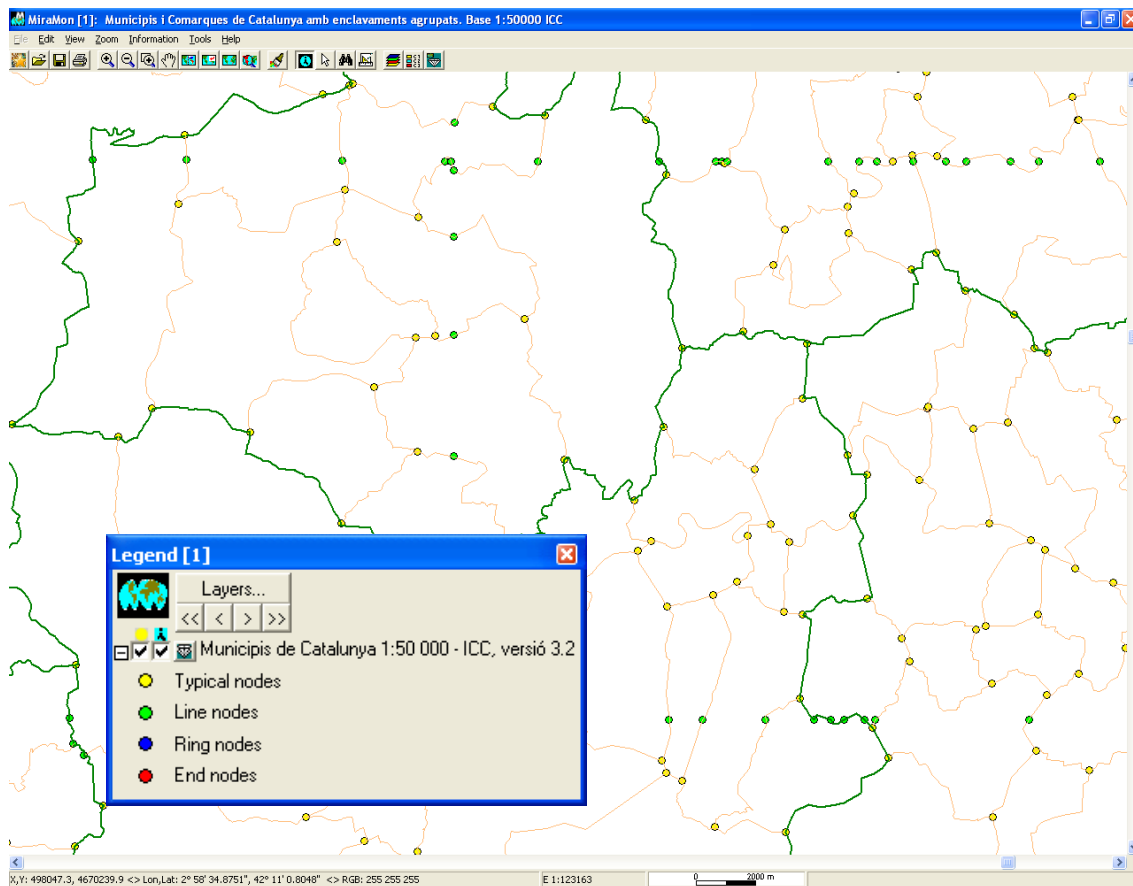 MiraMon [1]: Municipis i Comarques de Catalunya amb enclavaments agrupats. Base 1:50000 ICC
File Edit View Zoom Information Tools Help
Legend [1]
Layers...
<< < > >>
Municipis de Catalunya 1:50 000 - ICC, versió 3.2
Typical nodes
Line nodes
Ring nodes
End nodes
X,Y: 498047.3, 4670239.9 <> Lon,Lat: 2° 58' 34.8751", 42° 11' 0.8048" <> RGB: 255 255 255
E 1:123163
0 2000 m